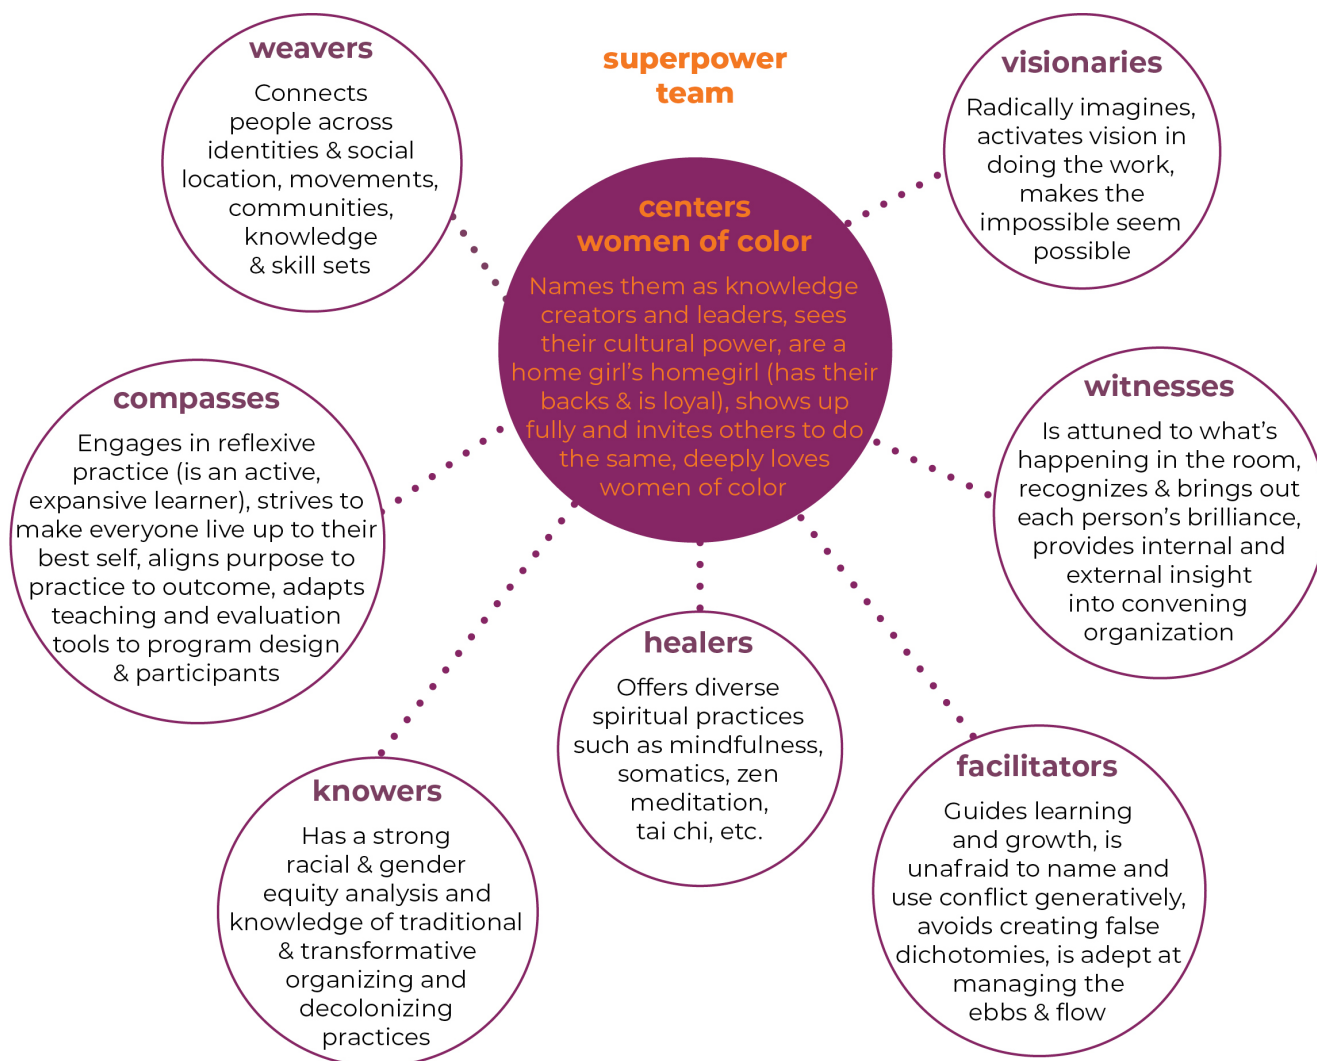 superpower
team
centers
women of color
Names them as knowledge
creators and leaders, sees
their cultural power, are a
home girl’s homegirl (has their
backs & is loyal), shows up
fully and invites others to do
the same, deeply loves
women of color
weavers
Connects
people across
identities & social
location, movements,
communities,
knowledge
& skill sets
visionaries
Radically imagines,
activates vision in
doing the work,
makes the
impossible seem
possible
compasses
Engages in reflexive
practice (is an active,
expansive learner), strives to
make everyone live up to their
best self, aligns purpose to
practice to outcome, adapts
teaching and evaluation
tools to program design
& participants
witnesses
Is attuned to what’s
happening in the room,
recognizes & brings out
each person’s brilliance,
provides internal and
external insight
into convening
organization
knowers
Has a strong
racial & gender
equity analysis and
knowledge of traditional
& transformative
organizing and
decolonizing
practices
healers
Offers diverse
spiritual practices
such as mindfulness,
somatics, zen
meditation,
tai chi, etc.
facilitators
Guides learning
and growth, is
unafraid to name and
use conflict generatively,
avoids creating false
dichotomies, is adept at
managing the
ebbs & flow